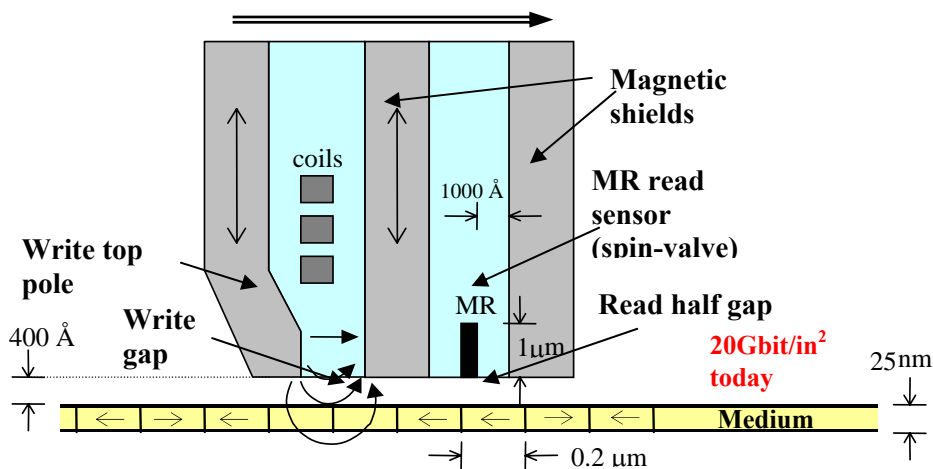 Magnetic
shields
coils
1000 Å
MR read
sensor
(spin-valve)
Write top
pole
MR
Read half gap
400 Å
Write
gap
1μm
20Gbit/in²
today
25nm
Medium
0.2 μm